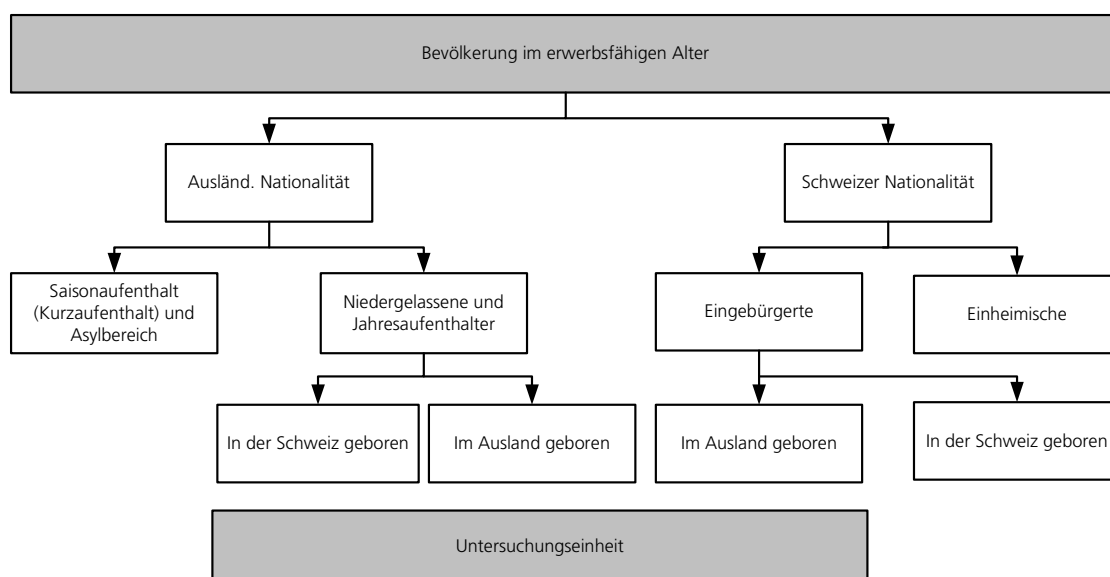 Bevölkerung im erwerbsfähigen Alter
Ausländ. Nationalität
Schweizer Nationalität
Saisonaufenthalt
(Kurzaufenthalt) und
Asylbereich
Niedergelassene und
Jahresaufenthalter
Eingebürgerte
Einheimische
In der Schweiz geboren
Im Ausland geboren
Im Ausland geboren
In der Schweiz geboren
Untersuchungseinheit